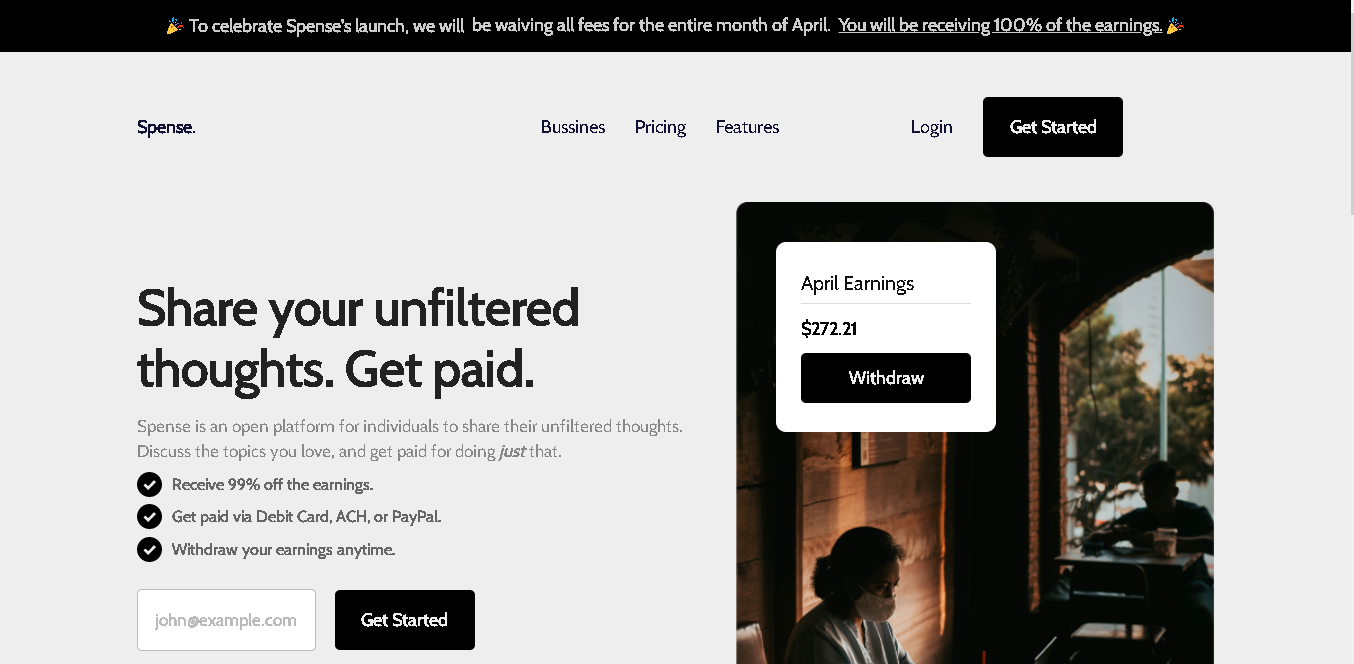 🎉 To celebrate Spense's launch, we will be waiving all fees for the entire month of April. You will be receiving 100% of the earnings. 🎉
Spense. Bussines Pricing Features Login Get Started
April Earnings
$272.21
Withdraw
Share your unfiltered
thoughts. Get paid.
Spense is an open platform for individuals to share their unfiltered thoughts.
Discuss the topics you love, and get paid for doing just that.
Receive 99% off the earnings.
Get paid via Debit Card, ACH, or PayPal.
Withdraw your earnings anytime.
john@example.com Get Started